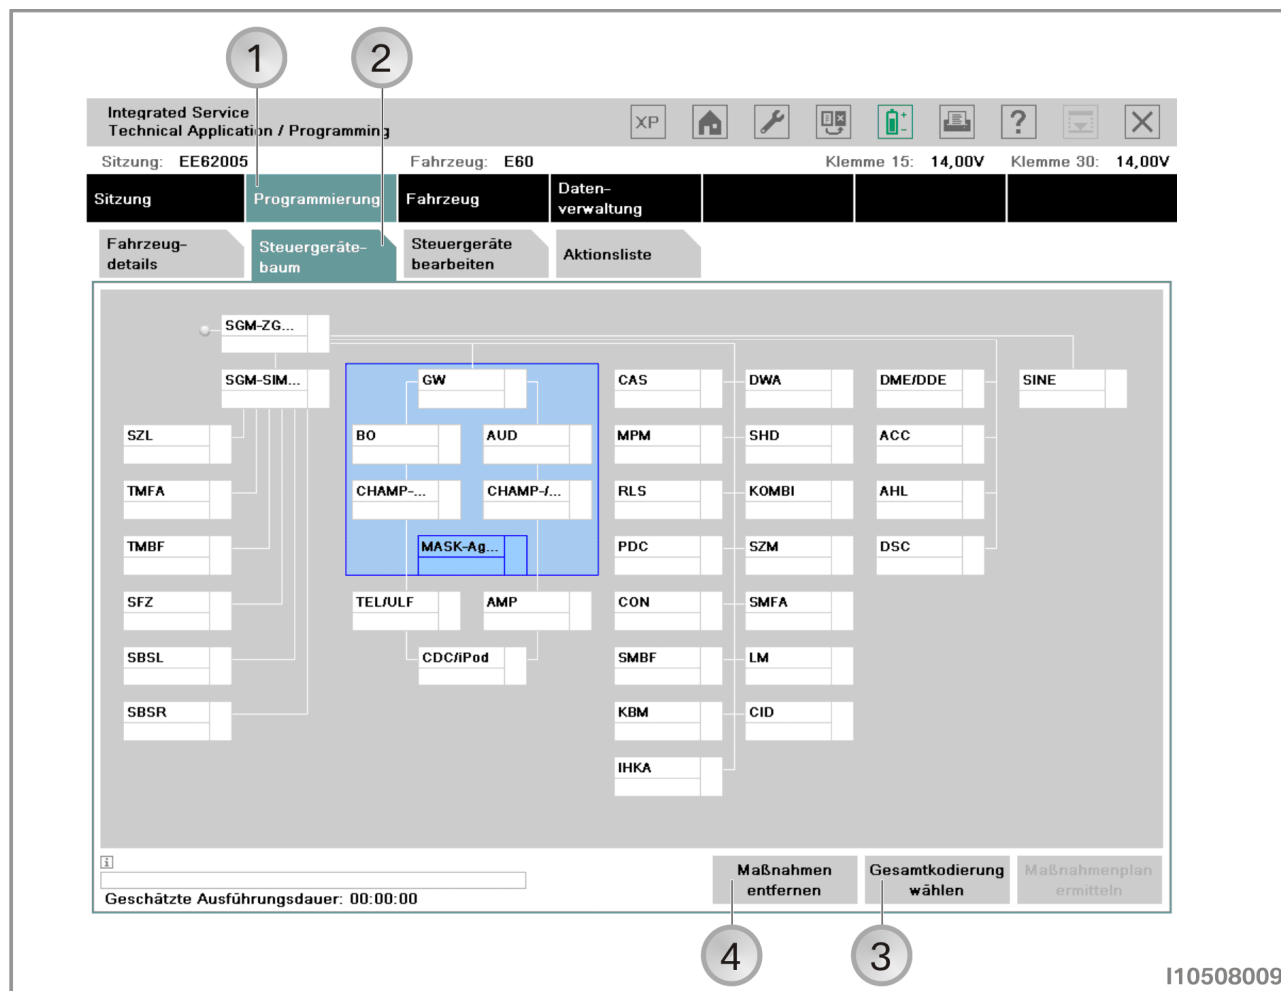 1 2
Integrated Service
Technical Application / Programming
XP
?
Sitzung: EE62005 Fahrzeug: E60 Klemme 15: 14,00V Klemme 30: 14,00V
Sitzung Programmierung Fahrzeug Daten-
verwaltung
Fahrzeug-
details
Steuergeräte-
baum
Steuergeräte
bearbeiten
Aktionsliste
SGM-ZG...
SGM-SIM... GW CAS DWA DME/DDE SINE
SZL BO AUD MPM SHD ACC
TMFA CHAMP-... CHAMP-/... RLS KOMBI AHL
TMBF MASK-Ag... PDC SZM DSC
SFZ TEL/ULF AMP CON SMFA
SBSL CDC/iPod SMBF LM
SBSR KBM CID
IHKA
i
Geschätzte Ausführungsdauer: 00:00:00
Maßnahmen
entfernen
Gesamtkodierung
wählen
Maßnahmenplan
ermitteln
4 3
I10508009